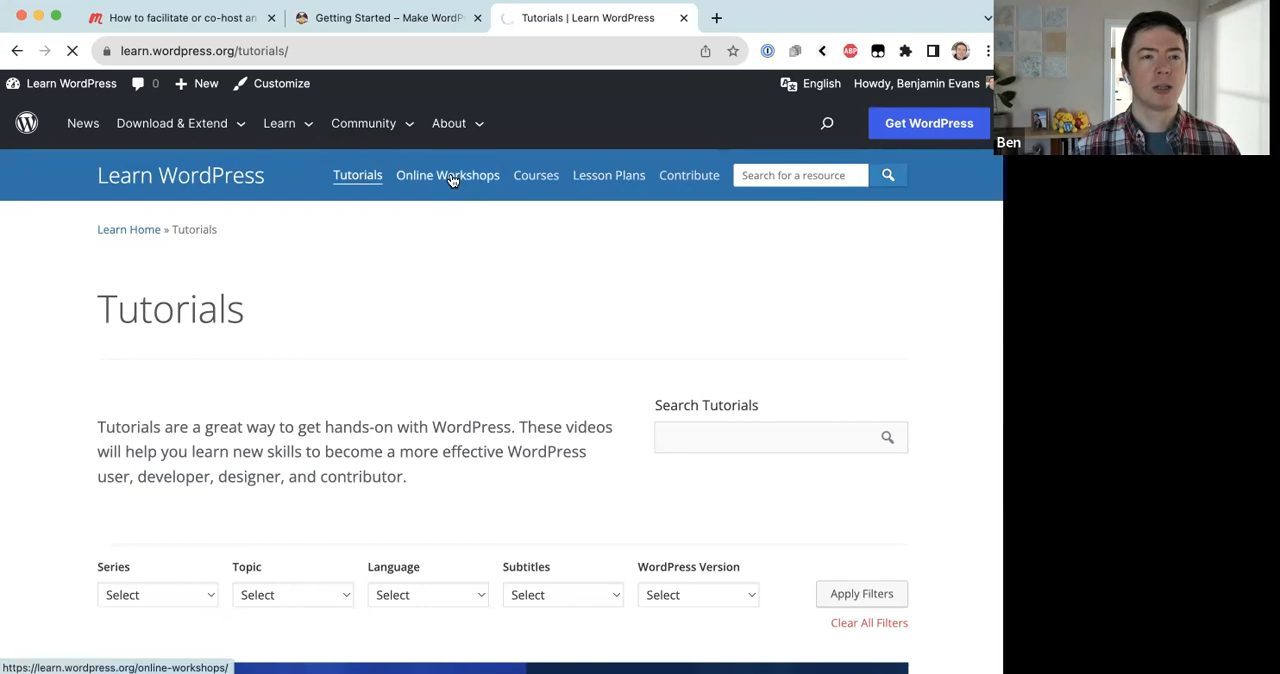 How to facilitate or co-host an
Getting Started – Make WordP
Tutorials | Learn WordPress
learn.wordpress.org/tutorials/
ABP
Learn WordPress 0 New Customize English Howdy, Benjamin Evans
News Download & Extend Learn Community About Get WordPress
Ben
Learn WordPress Tutorials Online Workshops Courses Lesson Plans Contribute Search for a resource
Learn Home » Tutorials
Tutorials
Search Tutorials
Tutorials are a great way to get hands-on with WordPress. These videos
will help you learn new skills to become a more effective WordPress
user, developer, designer, and contributor.
Series Topic Language Subtitles WordPress Version
Select Select Select Select Select Apply Filters
Clear All Filters
https://learn.wordpress.org/online-workshops/